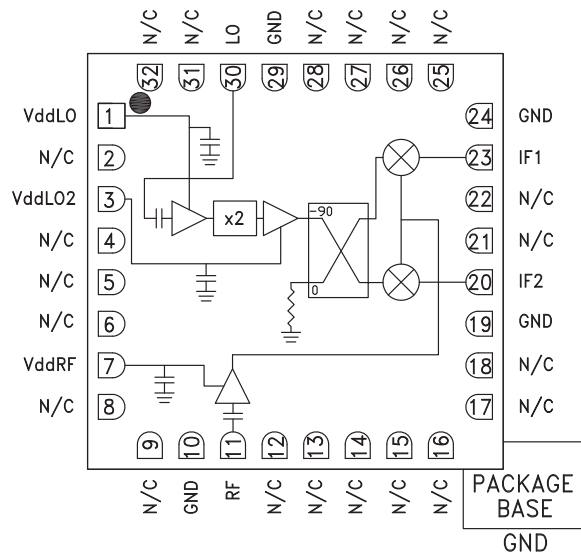 N/C
N/C
LO
GND
N/C
N/C
N/C
N/C
32
31
30
29
28
27
26
25
VddLO 1
N/C 2
VddLO2 3
N/C 4
N/C 5
N/C 6
VddRF 7
N/C 8
x2
-90
0
24 GND
23 IF1
22 N/C
21 N/C
20 IF2
19 GND
18 N/C
17 N/C
9
10
11
12
13
14
15
16
N/C
GND
RF
N/C
N/C
N/C
N/C
N/C
PACKAGE
BASE
GND